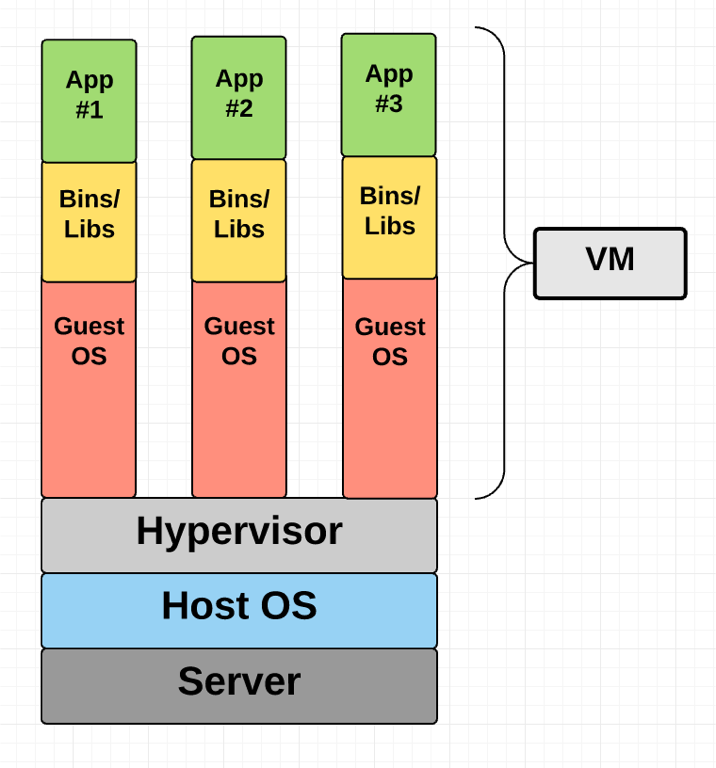 App
#1
App
#2
App
#3
Bins/
Libs
Bins/
Libs
Bins/
Libs
VM
Guest
OS
Guest
OS
Guest
OS
Hypervisor
Host OS
Server